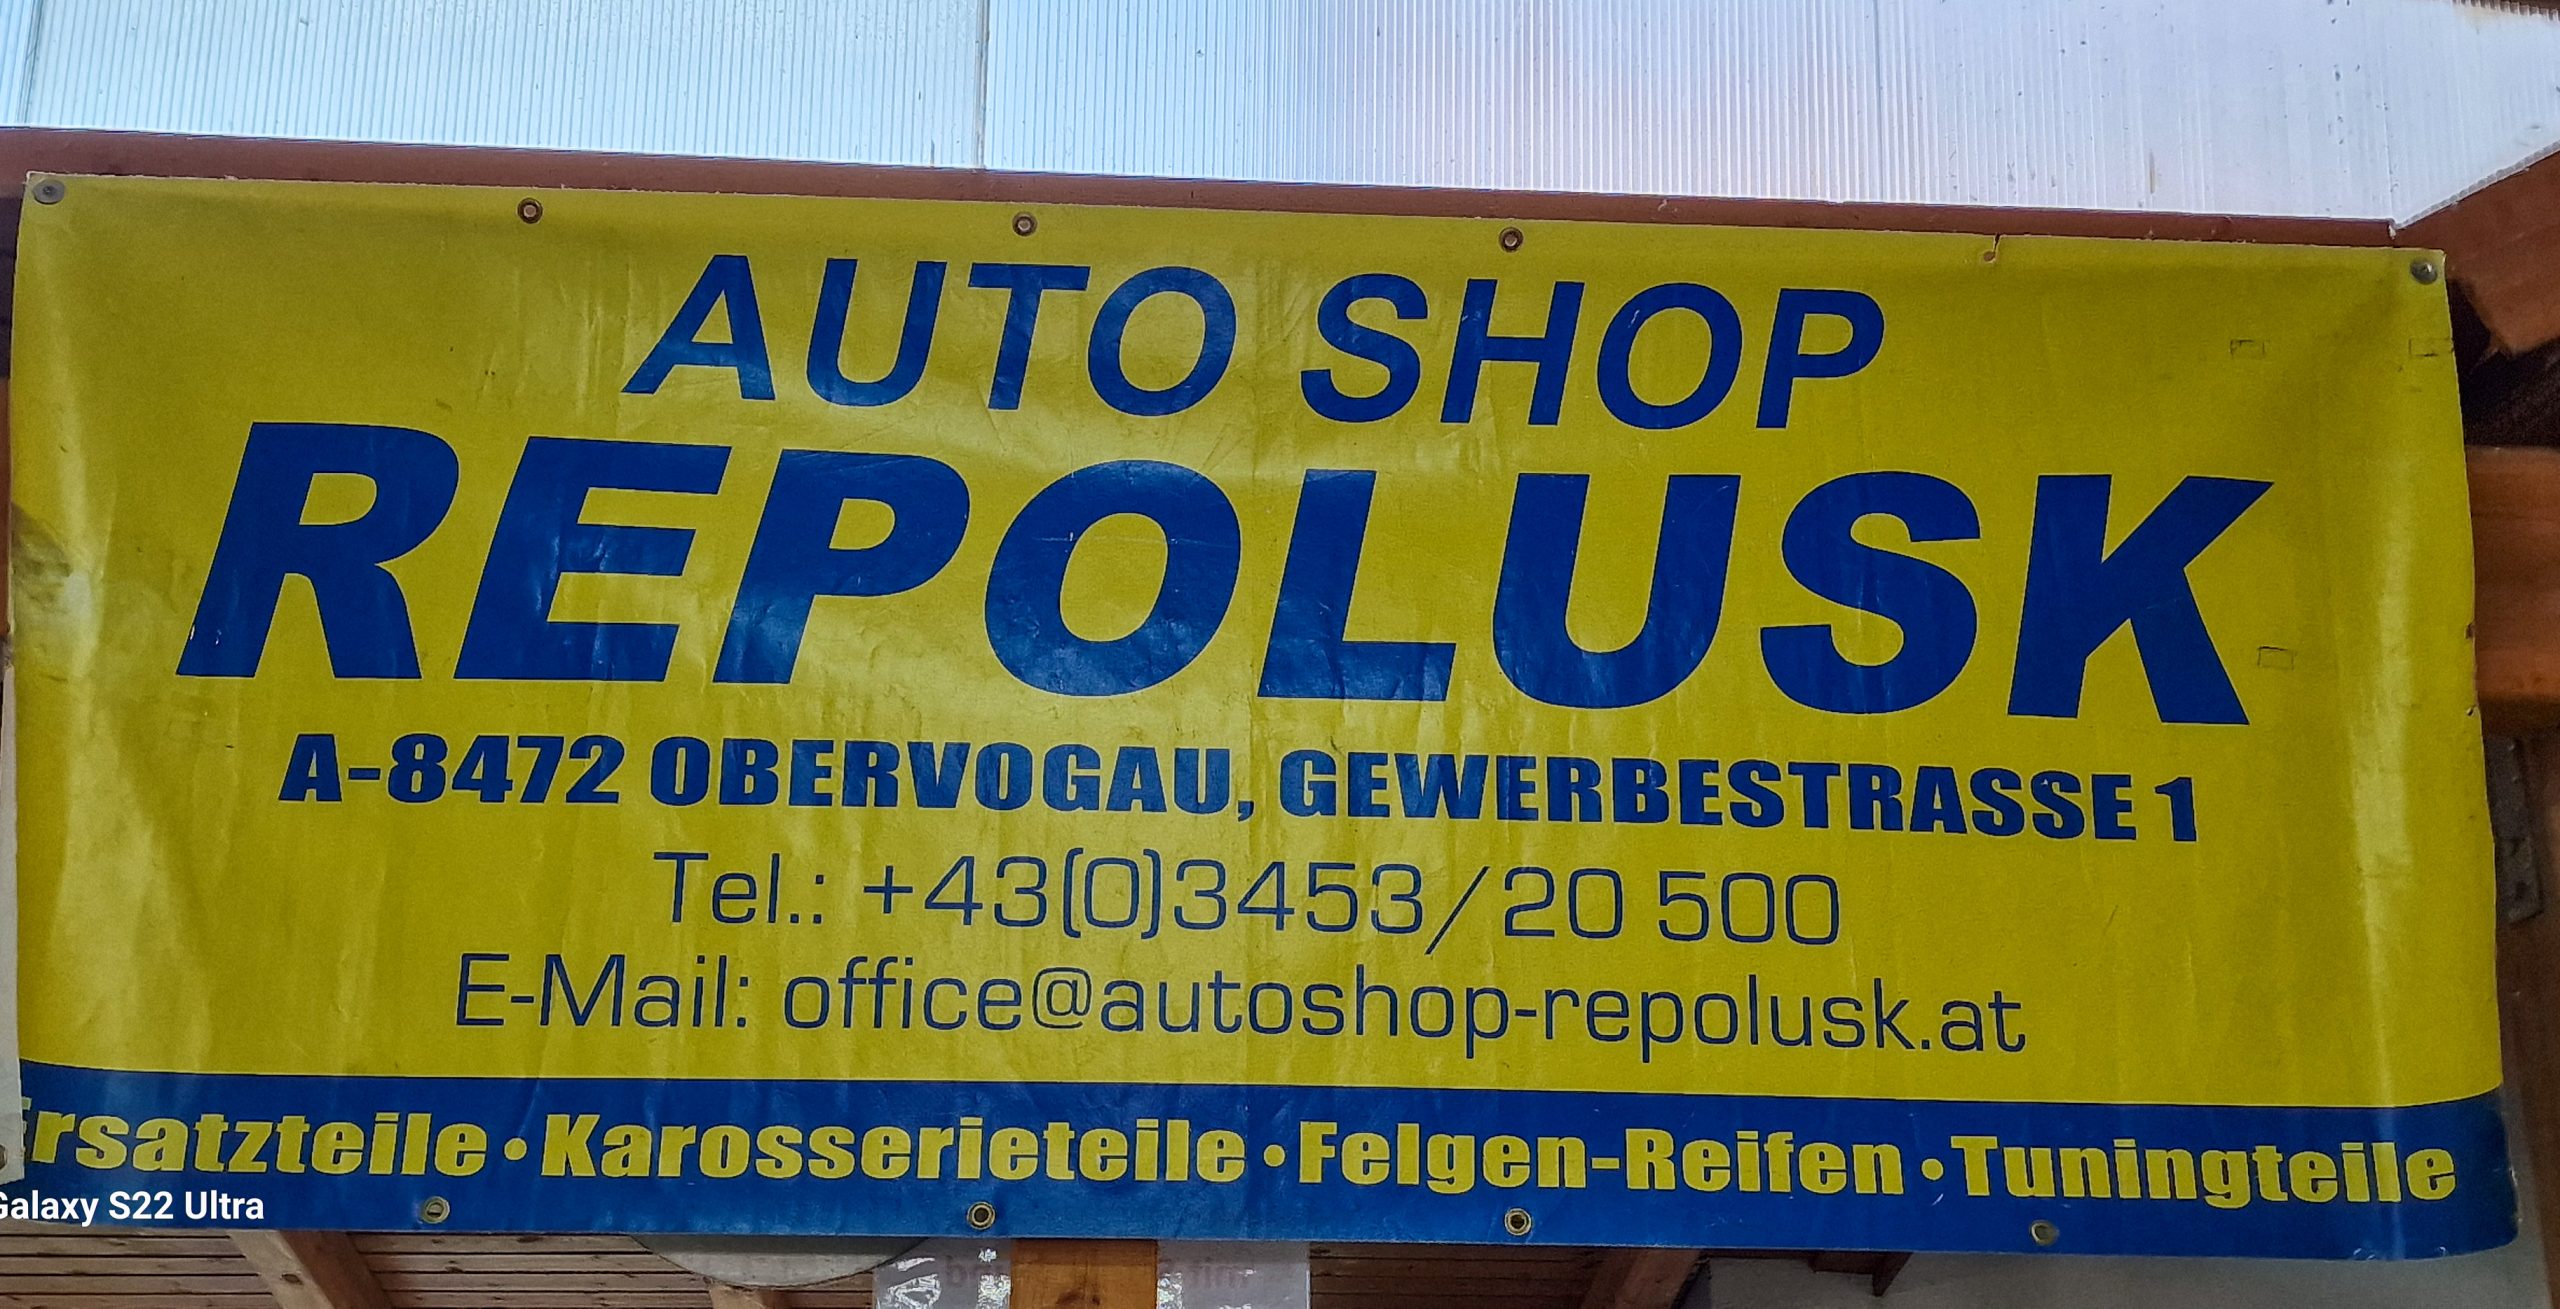 AUTO SHOP
REPOLUSK
A-8472 OBERVOGAU, GEWERBESTRASSE 1
Tel.: +43(0)3453/20 500
E-Mail: office@autoshop-repolusk.at
Ersatzteile • Karosserieteile • Felgen-Reifen • Tuningteile
Galaxy S22 Ultra